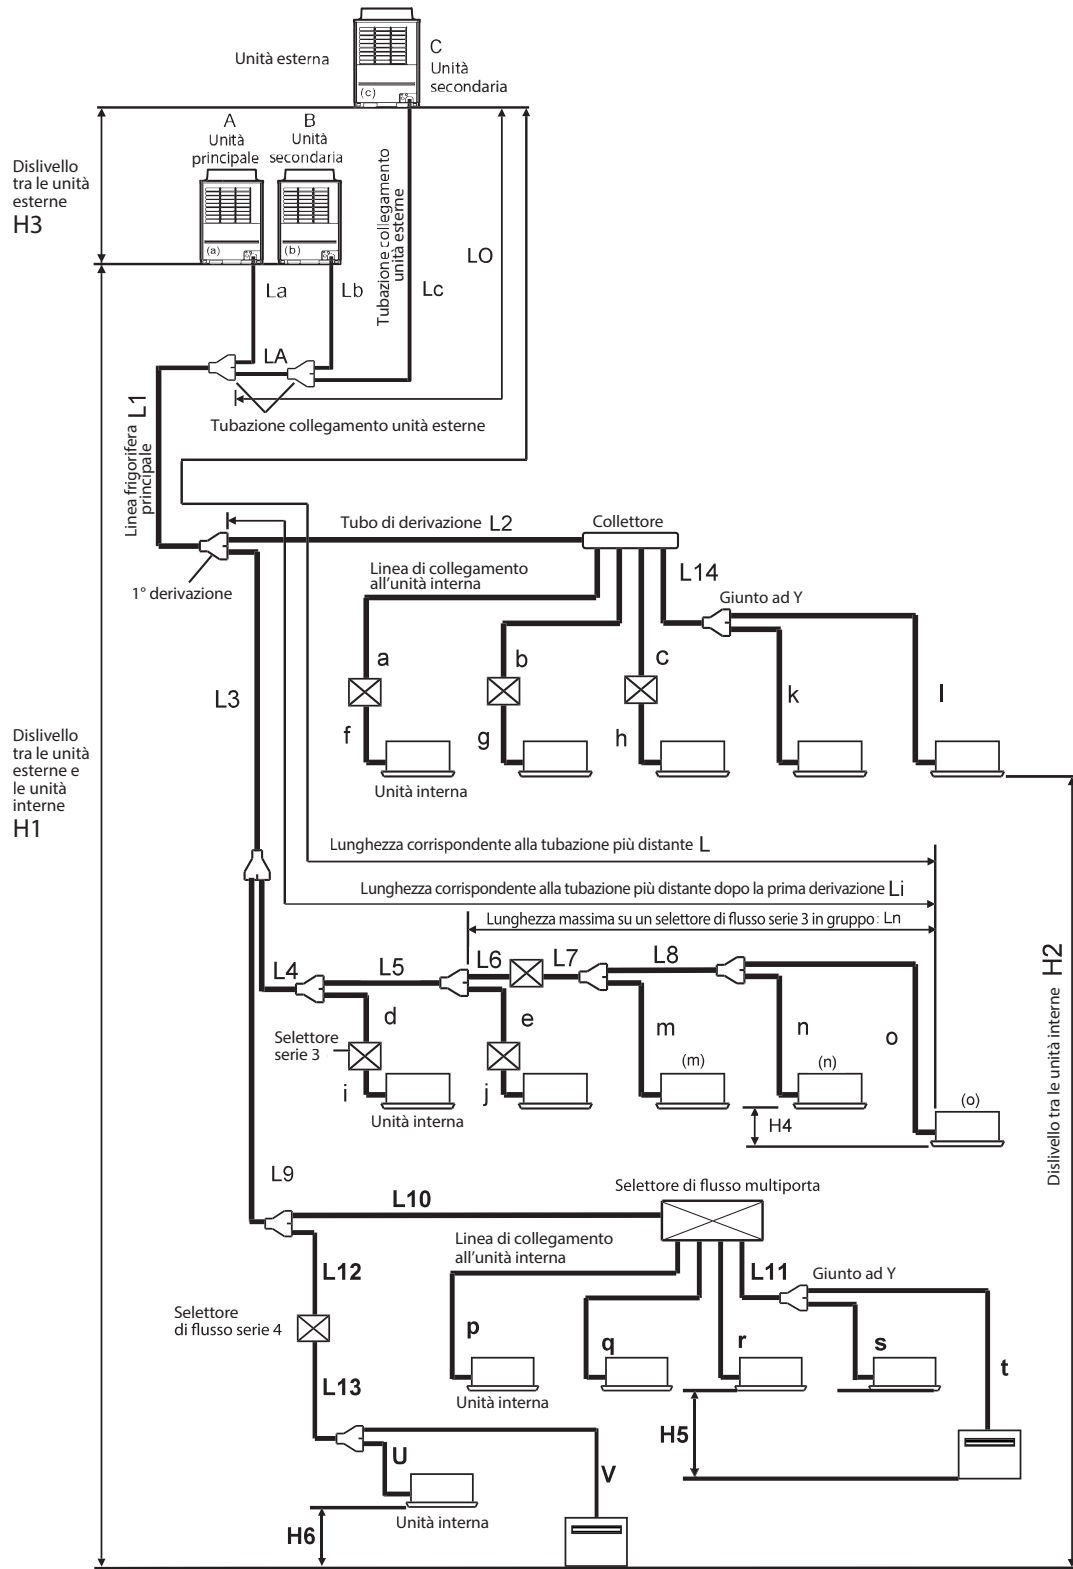 Unità esterna
C
Unità
secondaria
(c)
A
Unità
principale
B
Unità
secondaria
(a)
(b)
Dislivello
tra le unità
esterne
H3
Tubazione collegamento
unità esterne
LO
La
Lb
Lc
LA
Tubazione collegamento unità esterne
Linea frigorifera
principale
L1
1° derivazione
Tubo di derivazione L2
Collettore
Linea di collegamento
all'unità interna
L14
Giunto ad Y
a
b
c
k
l
L3
f
g
h
Unità interna
Dislivello
tra le unità
esterne e
le unità
interne
H1
Lunghezza corrispondente alla tubazione più distante L
Lunghezza corrispondente alla tubazione più distante dopo la prima derivazione Li
Lunghezza massima su un selettore di flusso serie 3 in gruppo: Ln
L4
L5
L6
L7
L8
d
e
m
n
o
Selettore
serie 3
i
j
(m)
(n)
(o)
Unità interna
H4
Dislivello tra le unità interne H2
L9
L10
Selettore di flusso multiporta
Linea di collegamento
all'unità interna
L11
Giunto ad Y
L12
Selettore
di flusso serie 4
p
q
r
s
t
Unità interna
L13
H5
U
V
Unità interna
H6